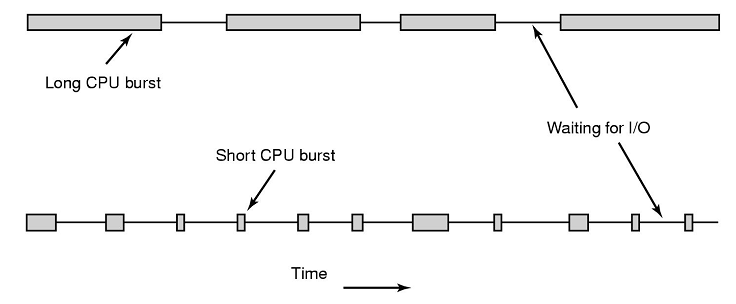 Long CPU burst
Waiting for I/O
Short CPU burst
Time